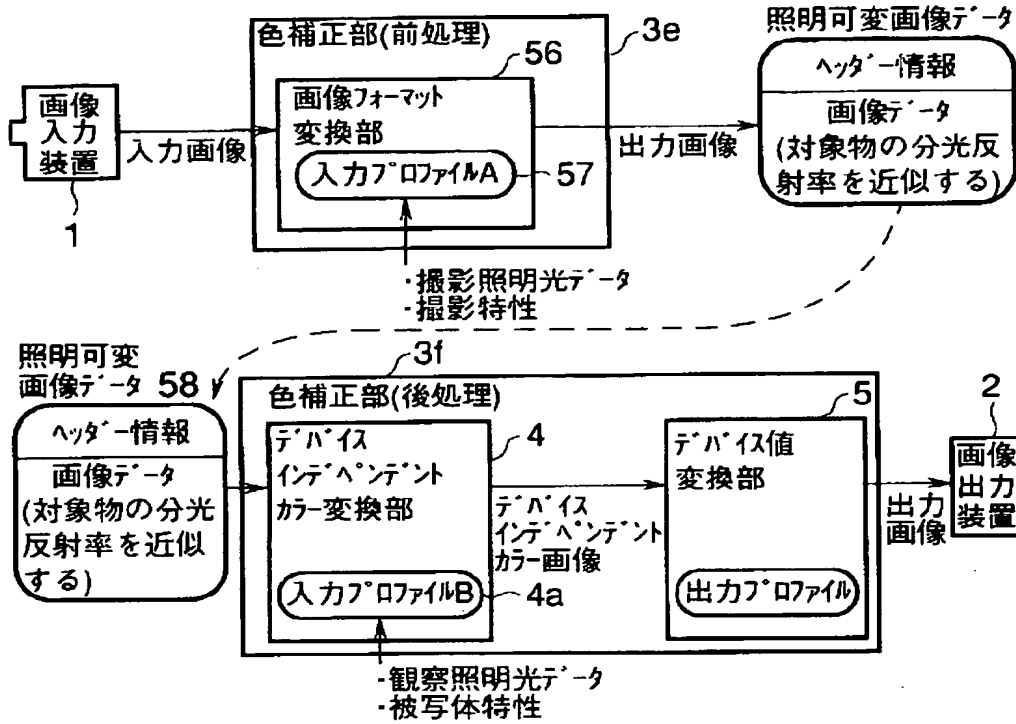 照明可変画像データ
色補正部(前処理)
3e
ヘッダー情報
56
画像
入力
装置
画像フォーマット
変換部
画像データ
(対象物の分光反
射率を近似する)
入力画像
出力画像
入力プロファイルA
57
1
・撮影照明光データ
・撮影特性
照明可変
画像データ 58
3f
色補正部(後処理)
5
2
ヘッダー情報
画像データ
(対象物の分光
反射率を近似
する)
デバイス
インデペンデント
カラー変換部
4
デバイス
インデペンデント
カラー画像
デバイス値
変換部
出力
画像
画像
出力
装置
入力プロファイルB
4a
出力プロファイル
・観察照明光データ
・被写体特性